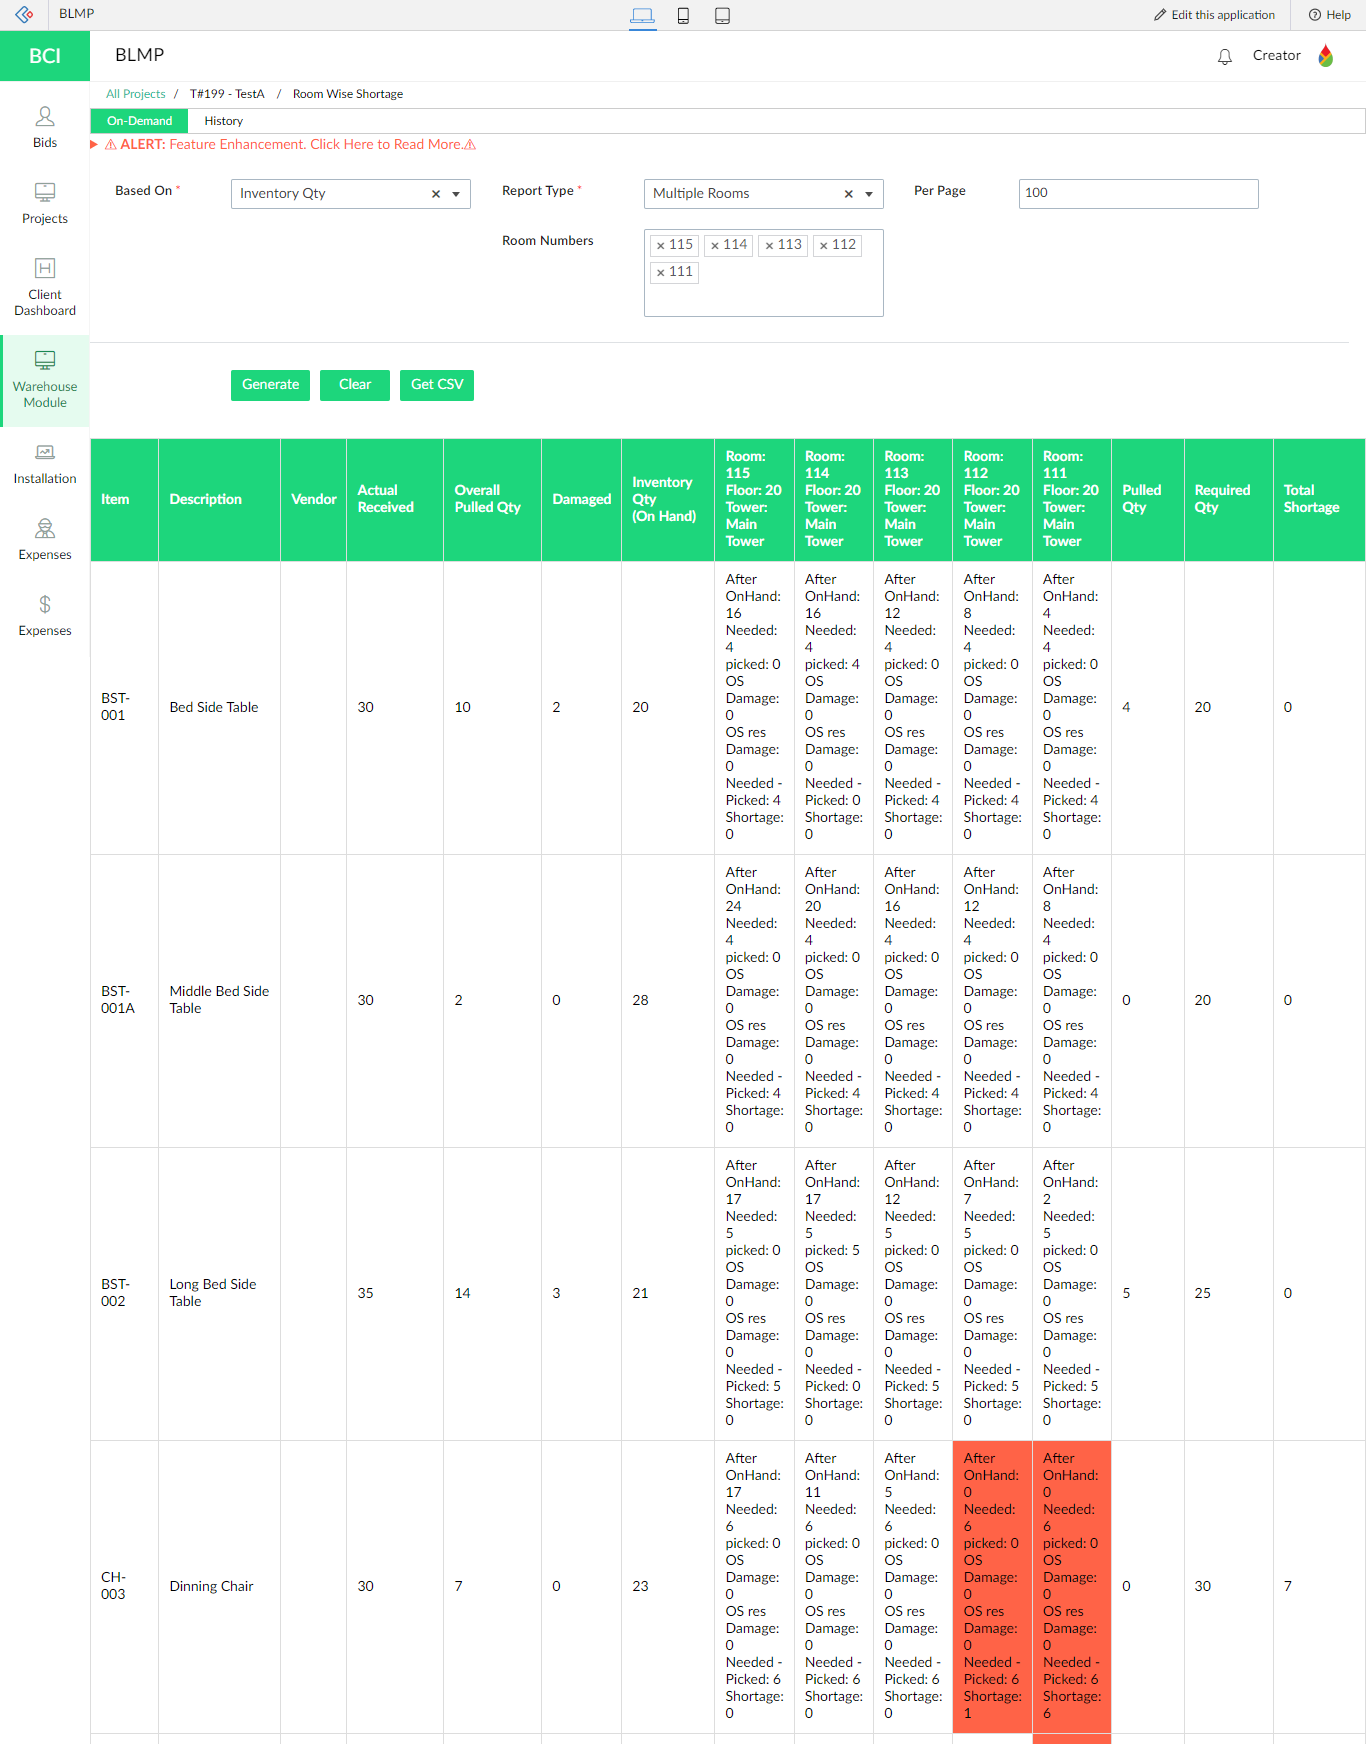 BLMP
Edit this application
Help
BCI
BLMP
Creator
All Projects / T#199 - TestA / Room Wise Shortage
On-Demand
History
⚠ ALERT: Feature Enhancement. Click Here to Read More.⚠
Bids
Projects
Client
Dashboard
Warehouse
Module
Installation
Expenses
Expenses
Based On *
Inventory Qty
Report Type *
Multiple Rooms
Per Page
100
Room Numbers
× 115 × 114 × 113 × 112
× 111
Generate
Clear
Get CSV
Item
Description
Vendor
Actual
Received
Overall
Pulled Qty
Damaged
Inventory
Qty
(On Hand)
Room:
115
Floor: 20
Tower:
Main
Tower
Room:
114
Floor: 20
Tower:
Main
Tower
Room:
113
Floor: 20
Tower:
Main
Tower
Room:
112
Floor: 20
Tower:
Main
Tower
Room:
111
Floor: 20
Tower:
Main
Tower
Pulled
Qty
Required
Qty
Total
Shortage
BST-
001
Bed Side Table
30
10
2
20
After
OnHand:
16
Needed:
4
picked: 0
OS
Damage:
0
OS res
Damage:
0
Needed -
Picked: 4
Shortage:
0
After
OnHand:
16
Needed:
4
picked: 4
OS
Damage:
0
OS res
Damage:
0
Needed -
Picked: 0
Shortage:
0
After
OnHand:
12
Needed:
4
picked: 0
OS
Damage:
0
OS res
Damage:
0
Needed -
Picked: 4
Shortage:
0
After
OnHand:
8
Needed:
4
picked: 0
OS
Damage:
0
OS res
Damage:
0
Needed -
Picked: 4
Shortage:
0
After
OnHand:
4
Needed:
4
picked: 0
OS
Damage:
0
OS res
Damage:
0
Needed -
Picked: 4
Shortage:
0
4
20
0
BST-
001A
Middle Bed Side
Table
30
2
0
28
After
OnHand:
24
Needed:
4
picked: 0
OS
Damage:
0
OS res
Damage:
0
Needed -
Picked: 4
Shortage:
0
After
OnHand:
20
Needed:
4
picked: 0
OS
Damage:
0
OS res
Damage:
0
Needed -
Picked: 4
Shortage:
0
After
OnHand:
16
Needed:
4
picked: 0
OS
Damage:
0
OS res
Damage:
0
Needed -
Picked: 4
Shortage:
0
After
OnHand:
12
Needed:
4
picked: 0
OS
Damage:
0
OS res
Damage:
0
Needed -
Picked: 4
Shortage:
0
After
OnHand:
8
Needed:
4
picked: 0
OS
Damage:
0
OS res
Damage:
0
Needed -
Picked: 4
Shortage:
0
0
20
0
BST-
002
Long Bed Side
Table
35
14
3
21
After
OnHand:
17
Needed:
5
picked: 0
OS
Damage:
0
OS res
Damage:
0
Needed -
Picked: 5
Shortage:
0
After
OnHand:
17
Needed:
5
picked: 5
OS
Damage:
0
OS res
Damage:
0
Needed -
Picked: 0
Shortage:
0
After
OnHand:
12
Needed:
5
picked: 0
OS
Damage:
0
OS res
Damage:
0
Needed -
Picked: 5
Shortage:
0
After
OnHand:
7
Needed:
5
picked: 0
OS
Damage:
0
OS res
Damage:
0
Needed -
Picked: 5
Shortage:
0
After
OnHand:
2
Needed:
5
picked: 0
OS
Damage:
0
OS res
Damage:
0
Needed -
Picked: 5
Shortage:
0
5
25
0
CH-
003
Dinning Chair
30
7
0
23
After
OnHand:
17
Needed:
6
picked: 0
OS
Damage:
0
OS res
Damage:
0
Needed -
Picked: 6
Shortage:
0
After
OnHand:
11
Needed:
6
picked: 0
OS
Damage:
0
OS res
Damage:
0
Needed -
Picked: 6
Shortage:
0
After
OnHand:
5
Needed:
6
picked: 0
OS
Damage:
0
OS res
Damage:
0
Needed -
Picked: 6
Shortage:
0
After
OnHand:
0
Needed:
6
picked: 0
OS
Damage:
0
OS res
Damage:
0
Needed -
Picked: 6
Shortage:
1
After
OnHand:
0
Needed:
6
picked: 0
OS
Damage:
0
OS res
Damage:
0
Needed -
Picked: 6
Shortage:
6
0
30
7